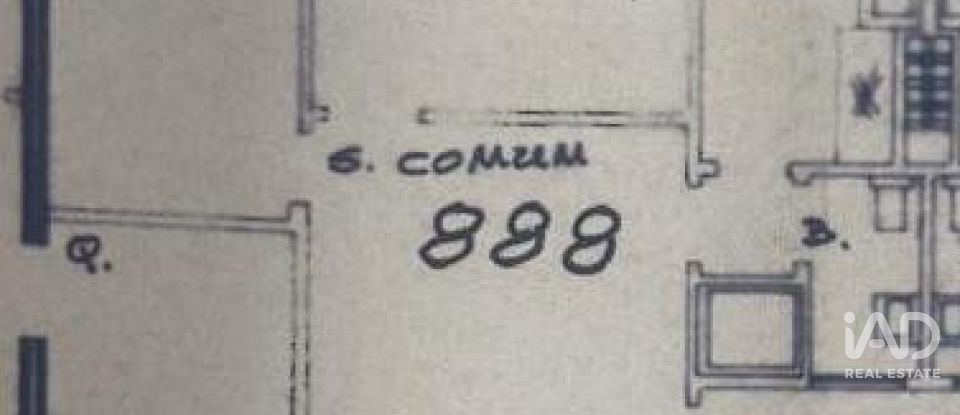 S. COMUM
888
Q.
B.
iAD
REAL ESTATE